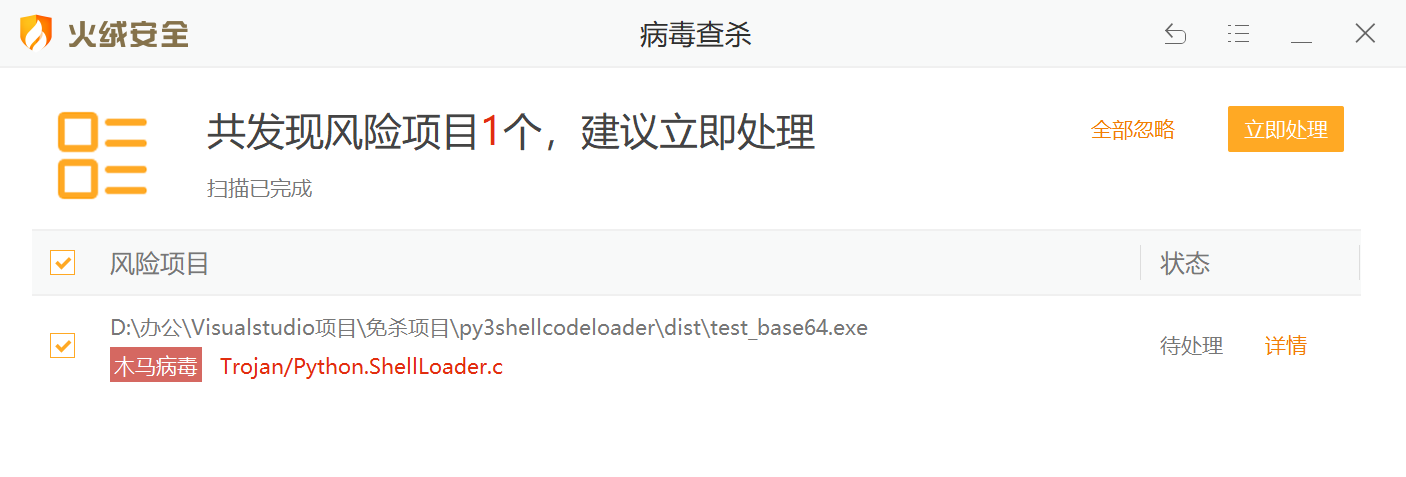 火绒安全
病毒查杀
共发现风险项目1个，建议立即处理
全部忽略
立即处理
扫描已完成
风险项目
状态
D:\办公\Visualstudio项目\免杀项目\py3shellcodeloader\dist\test_base64.exe
待处理
详情
木马病毒 Trojan/Python.ShellLoader.c